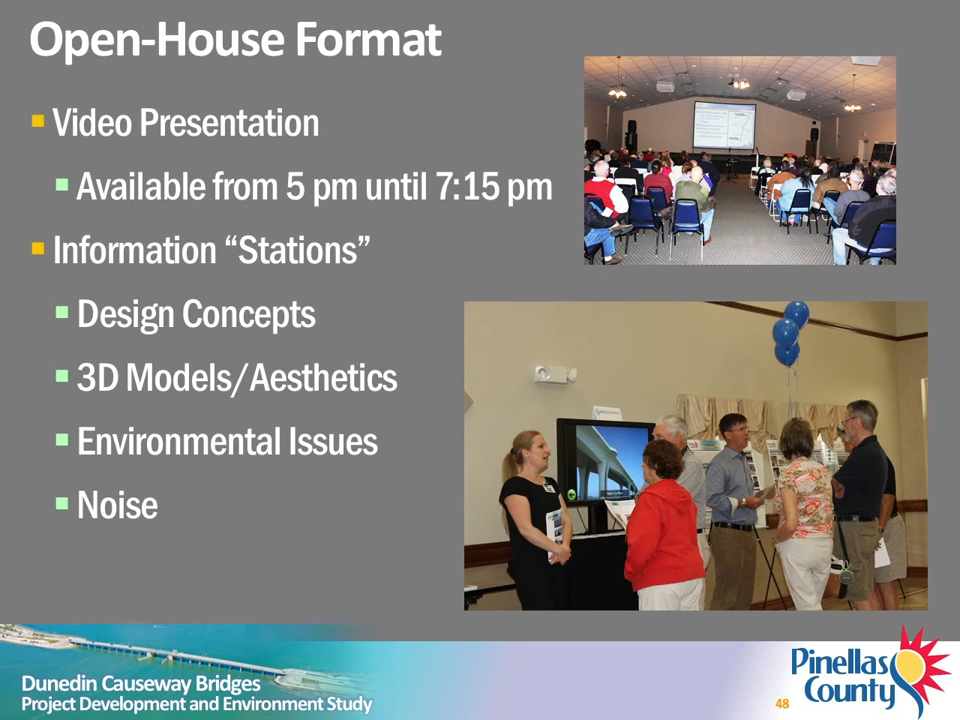 Open-House Format
Video Presentation
Available from 5 pm until 7:15 pm
Information “Stations”
Design Concepts
3D Models/Aesthetics
Environmental Issues
Noise
Dunedin Causeway Bridges
Project Development and Environment Study
48
Pinellas
County